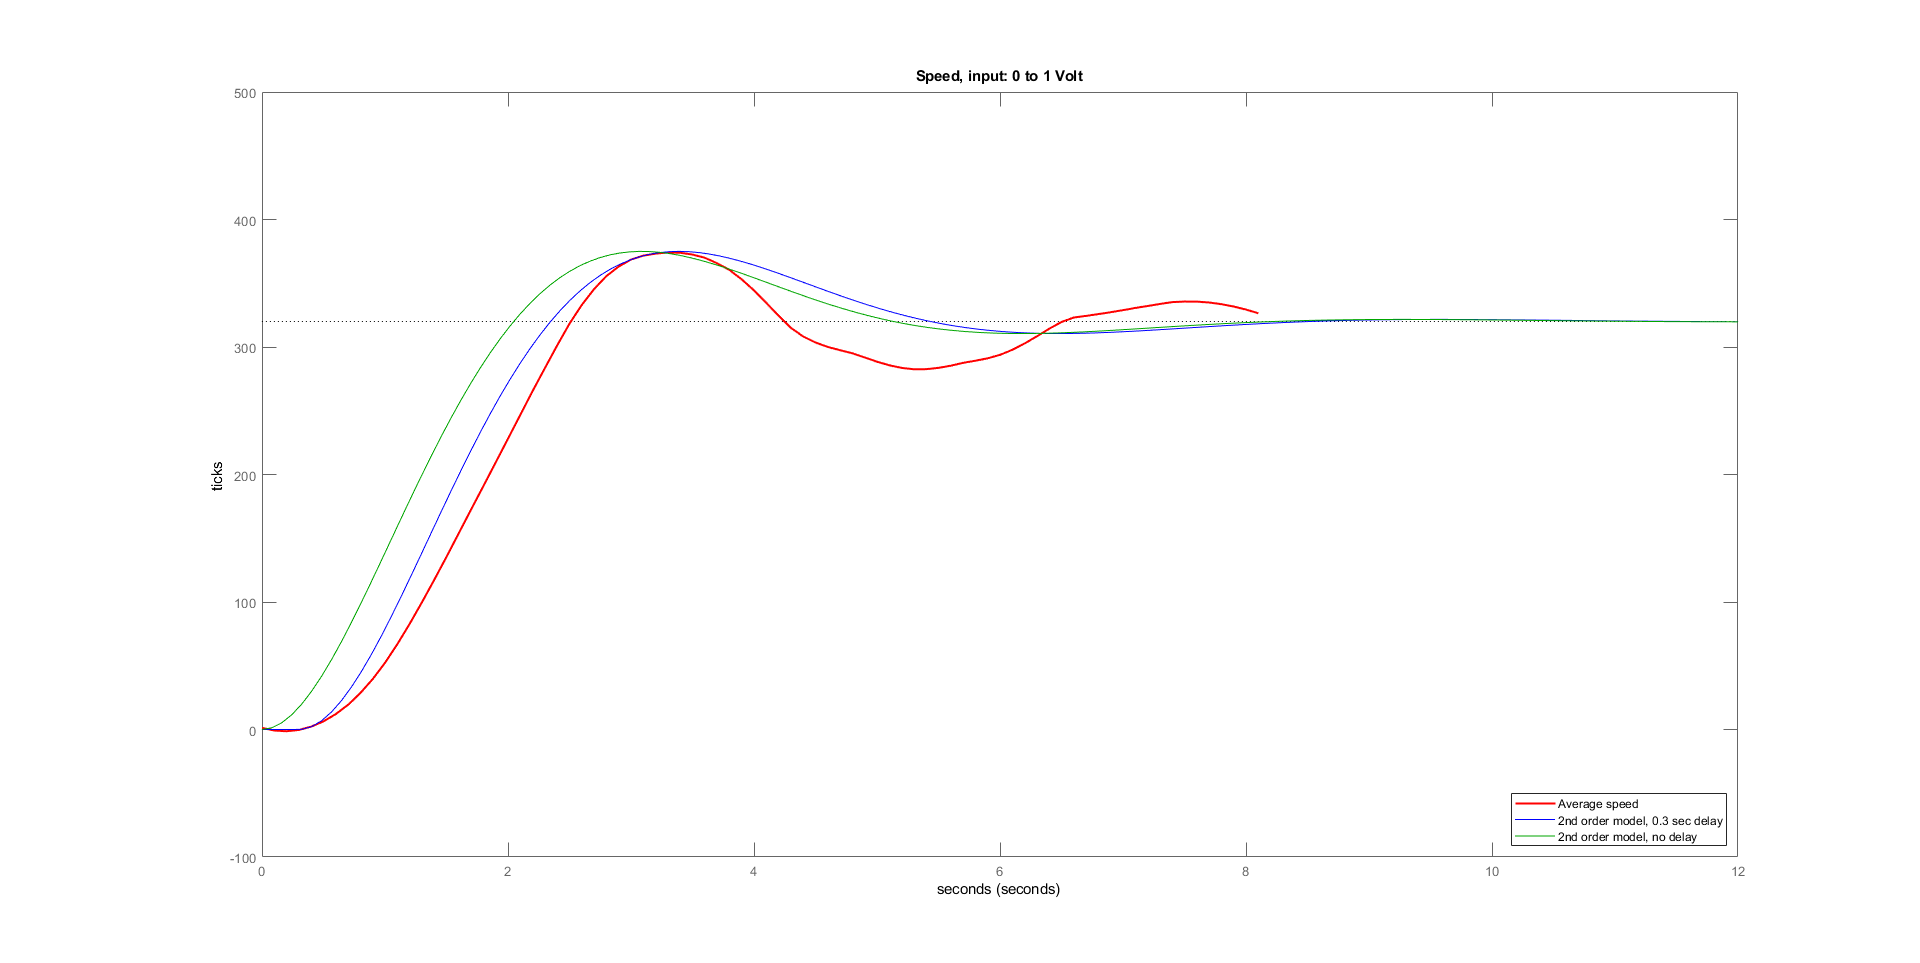 Speed, input: 0 to 1 Volt
500
400
300
200
100
0
-100
ticks
0 2 4 6 8 10 12
seconds (seconds)
Average speed
2nd order model, 0.3 sec delay
2nd order model, no delay